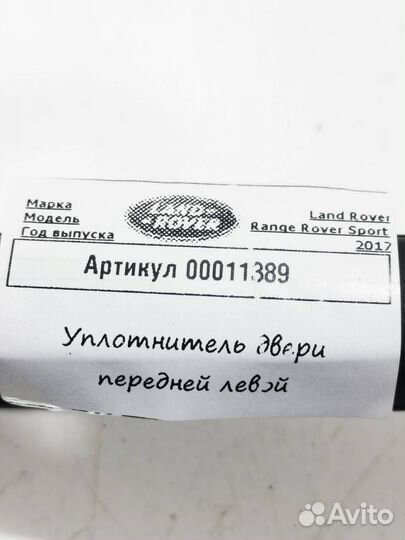 Марка
Модель
Год выпуска
LAND
ROVER
Land Rover
Range Rover Sport
2017
Артикул 00011389
Уплотнитель двери
передней левой
Avito